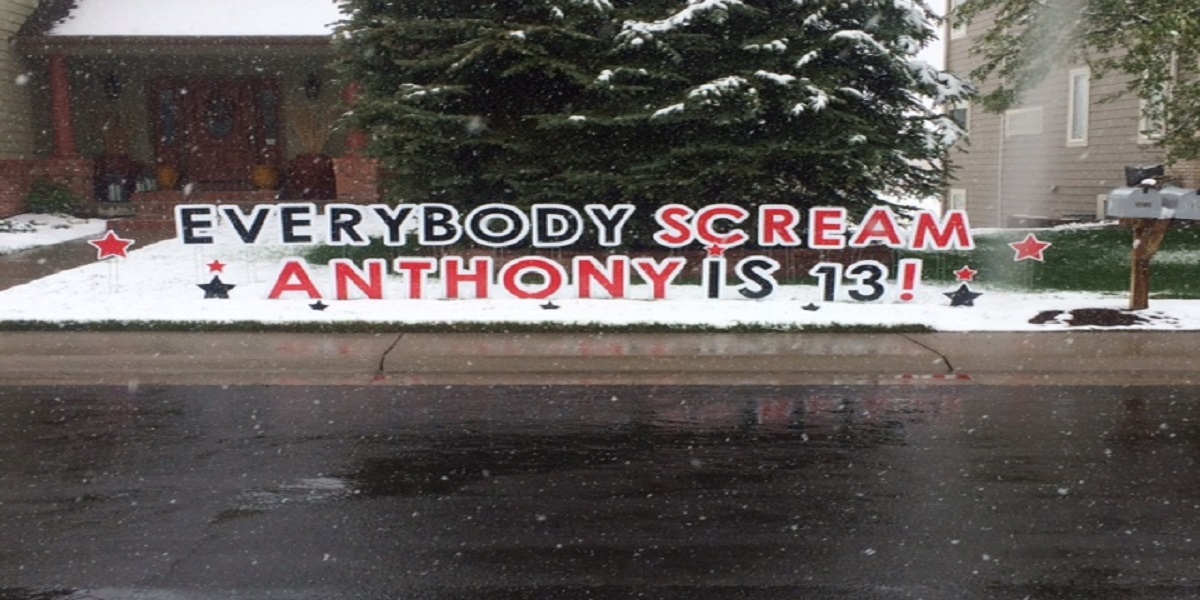 EVERYBODY SCREAM
ANTHONY IS 13!